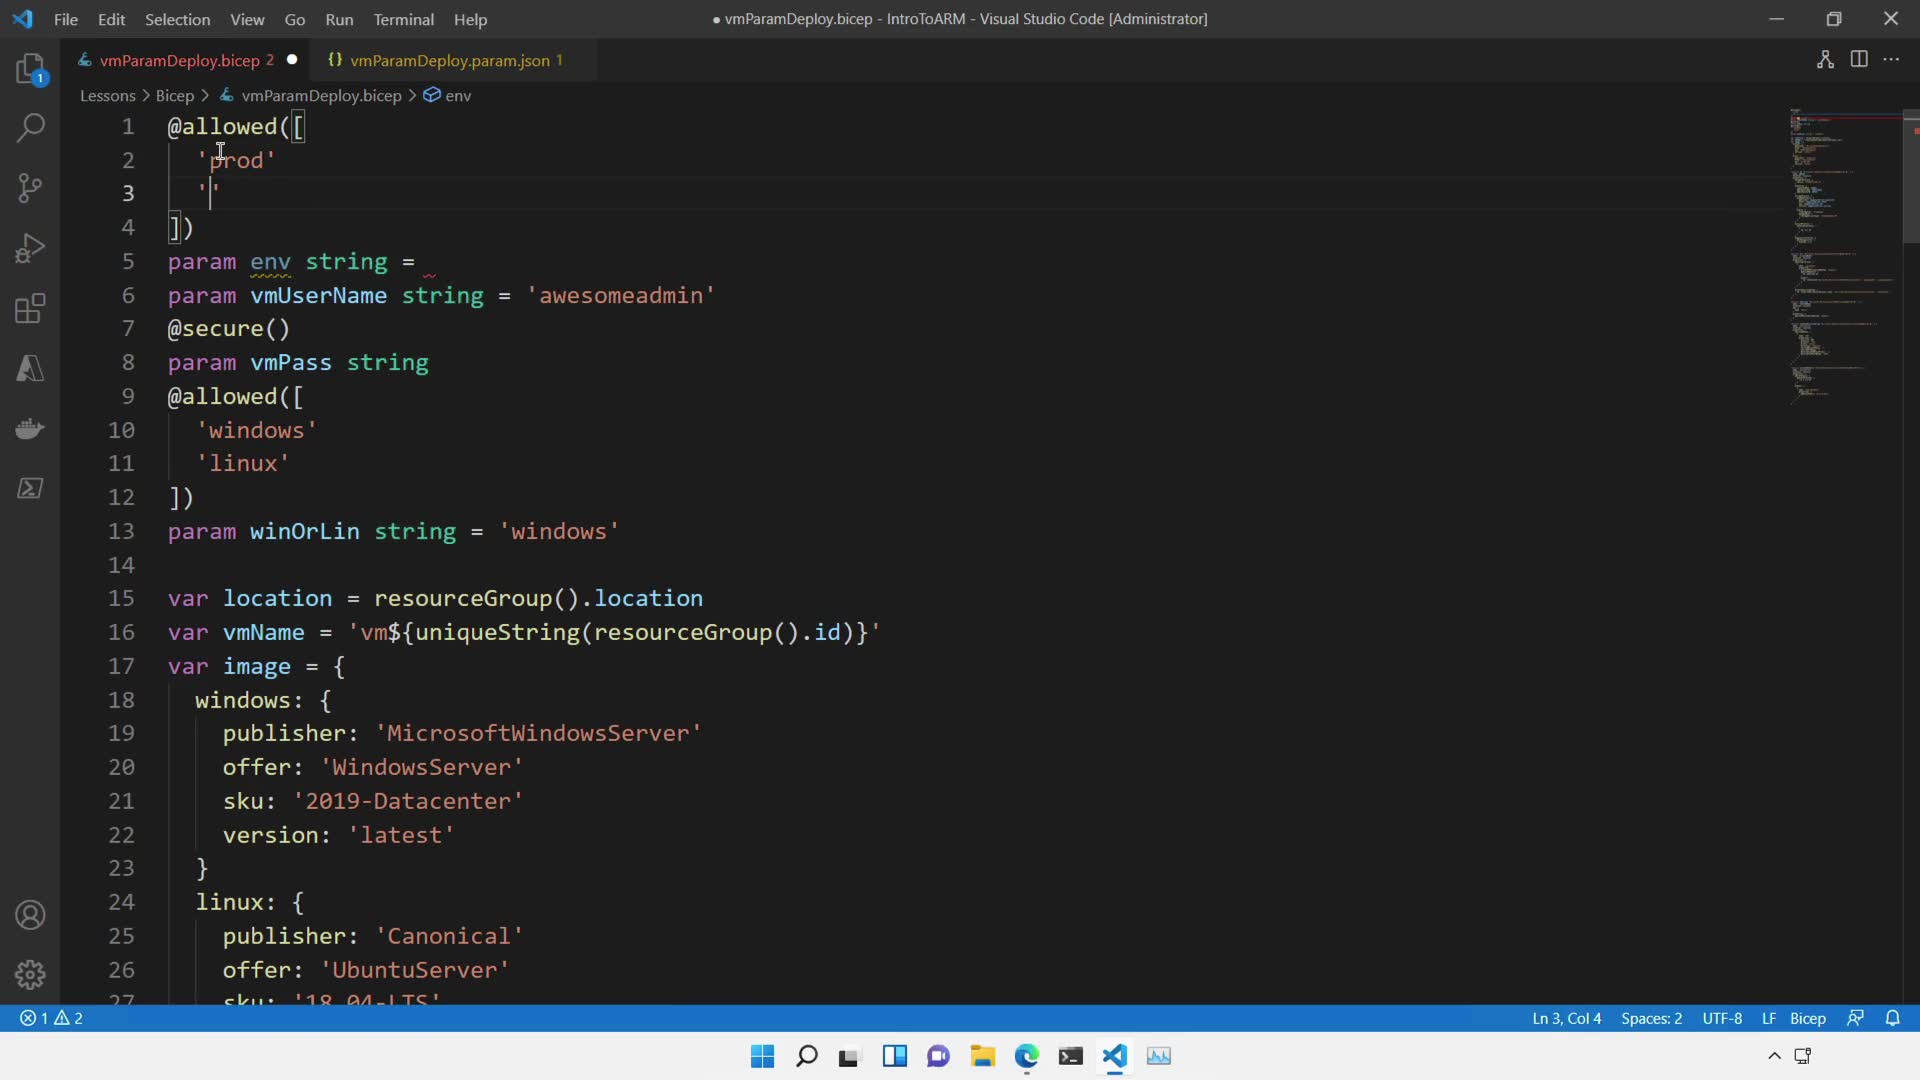 File Edit Selection View Go Run Terminal Help
● vmParamDeploy.bicep - IntroToARM - Visual Studio Code [Administrator]
vmParamDeploy.bicep 2 ●
{} vmParamDeploy.param.json 1
Lessons > Bicep > vmParamDeploy.bicep > env
1
1 @allowed([
2 'prod'
3 ''
4 ])
5 param env string =
6 param vmUserName string = 'awesomeadmin'
7 @secure()
8 param vmPass string
9 @allowed([
10 'windows'
11 'linux'
12 ])
13 param winOrLin string = 'windows'
14
15 var location = resourceGroup().location
16 var vmName = 'vm${uniqueString(resourceGroup().id)}'
17 var image = {
18 windows: {
19 publisher: 'MicrosoftWindowsServer'
20 offer: 'WindowsServer'
21 sku: '2019-Datacenter'
22 version: 'latest'
23 }
24 linux: {
25 publisher: 'Canonical'
26 offer: 'UbuntuServer'
27 sku: '18.04-LTS'
1 2
Ln 3, Col 4 Spaces: 2 UTF-8 LF Bicep